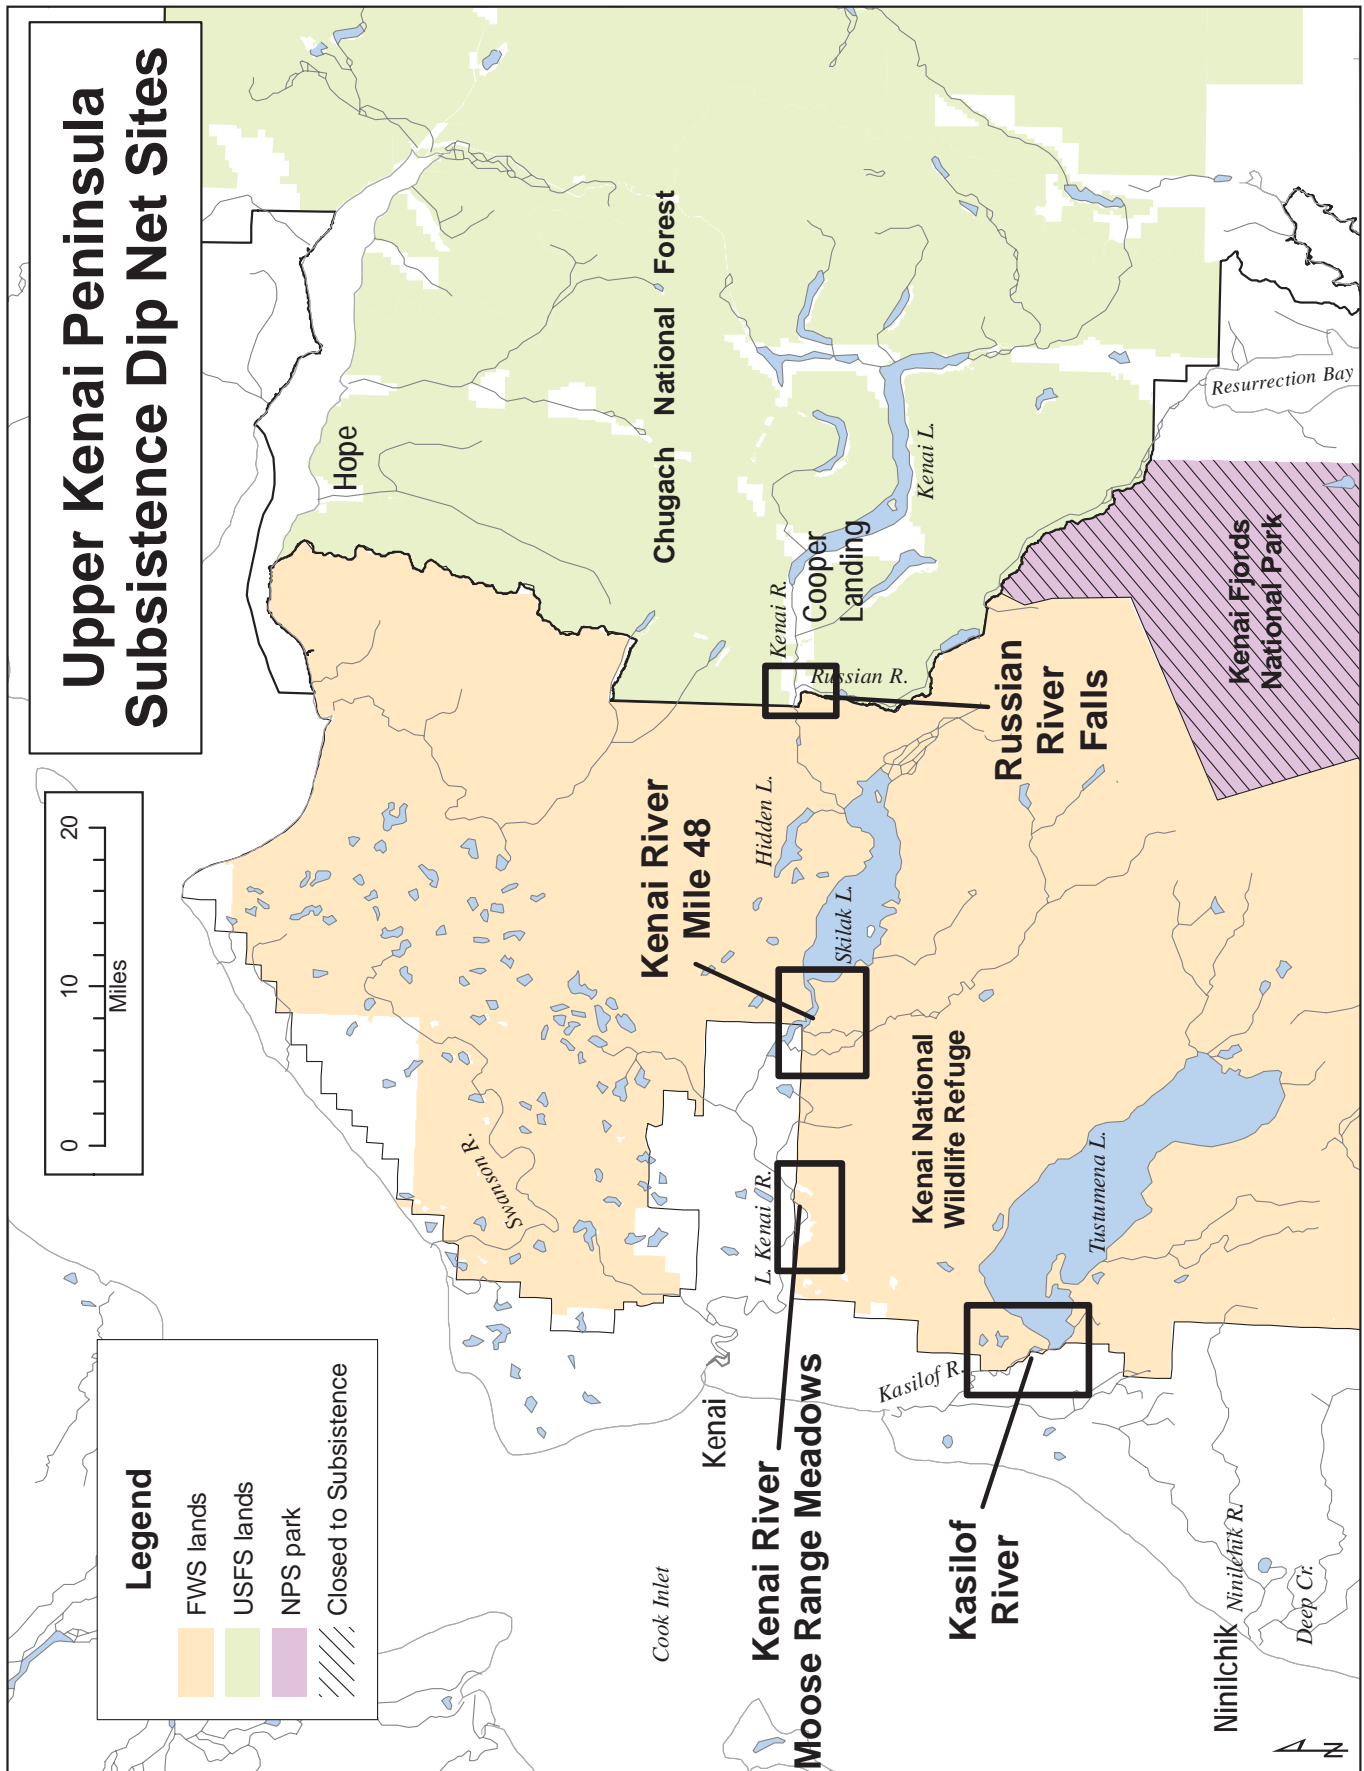 Upper Kenai Peninsula
Subsistence Dip Net Sites
0
10
20
Miles
Legend
FWS lands
USFS lands
NPS park
Closed to Subsistence
Hope
Chugach National Forest
Swanson R.
Kenai River
Mile 48
Kenai
Cook Inlet
L. Kenai R.
Hidden L.
Kenai R.
Cooper
Landing
Kenai L.
Russian R.
Skilak L.
Kenai River
Moose Range Meadows
Kenai National
Wildlife Refuge
Russian
River
Falls
Kasilof R.
Kasilof
River
Tustumena L.
Kenai Fjords
National Park
Resurrection Bay
Ninilchik
Ninilchik R.
Deep Cr.
N